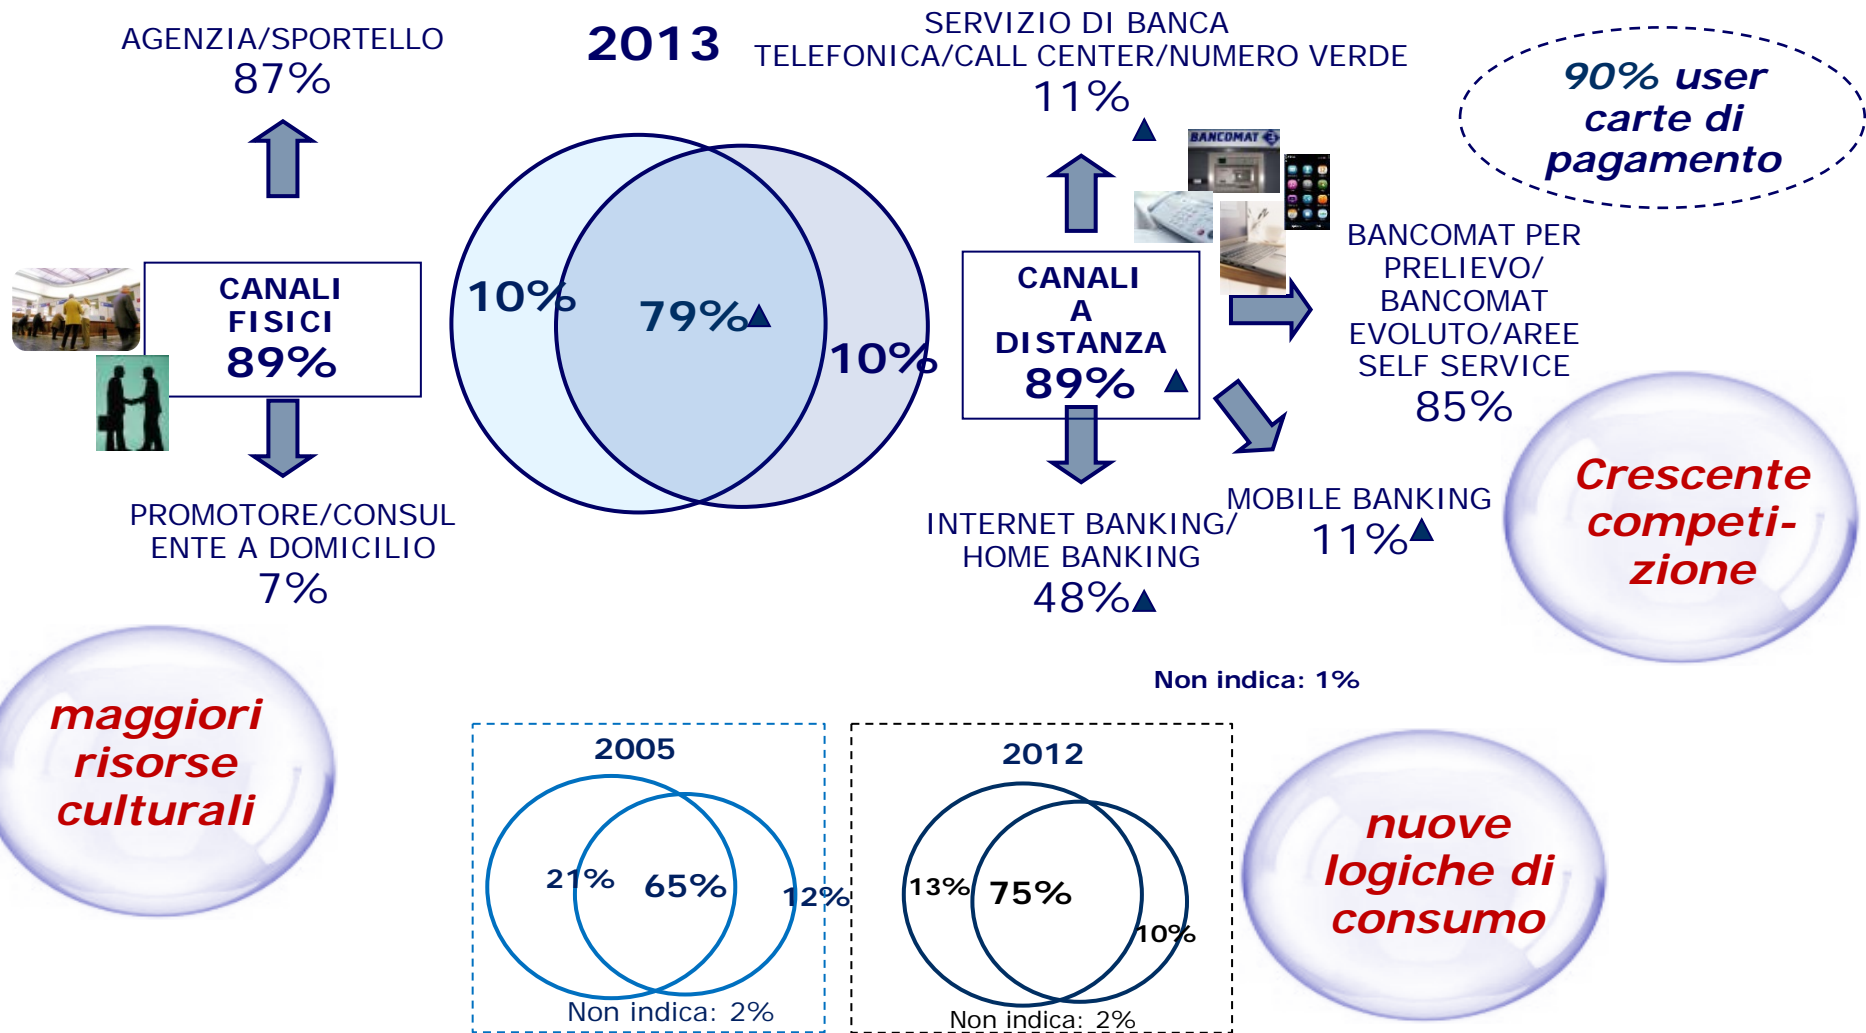 AGENZIA/SPORTELLO
87%
2013
SERVIZIO DI BANCA
TELEFONICA/CALL CENTER/NUMERO VERDE
11%
90% user
carte di
pagamento
BANCOMAT
CANALI
FISICI
89%
10%
79%
10%
CANALI
A
DISTANZA
89%
BANCOMAT PER
PRELIEVO/
BANCOMAT
EVOLUTO/AREE
SELF SERVICE
85%
PROMOTORE/CONSUL
ENTE A DOMICILIO
7%
INTERNET BANKING/
HOME BANKING
48%
MOBILE BANKING
11%
Crescente
competi-
zione
Non indica: 1%
maggiori
risorse
culturali
2005
21%
65%
12%
Non indica: 2%
2012
13%
75%
10%
Non indica: 2%
nuove
logiche di
consumo